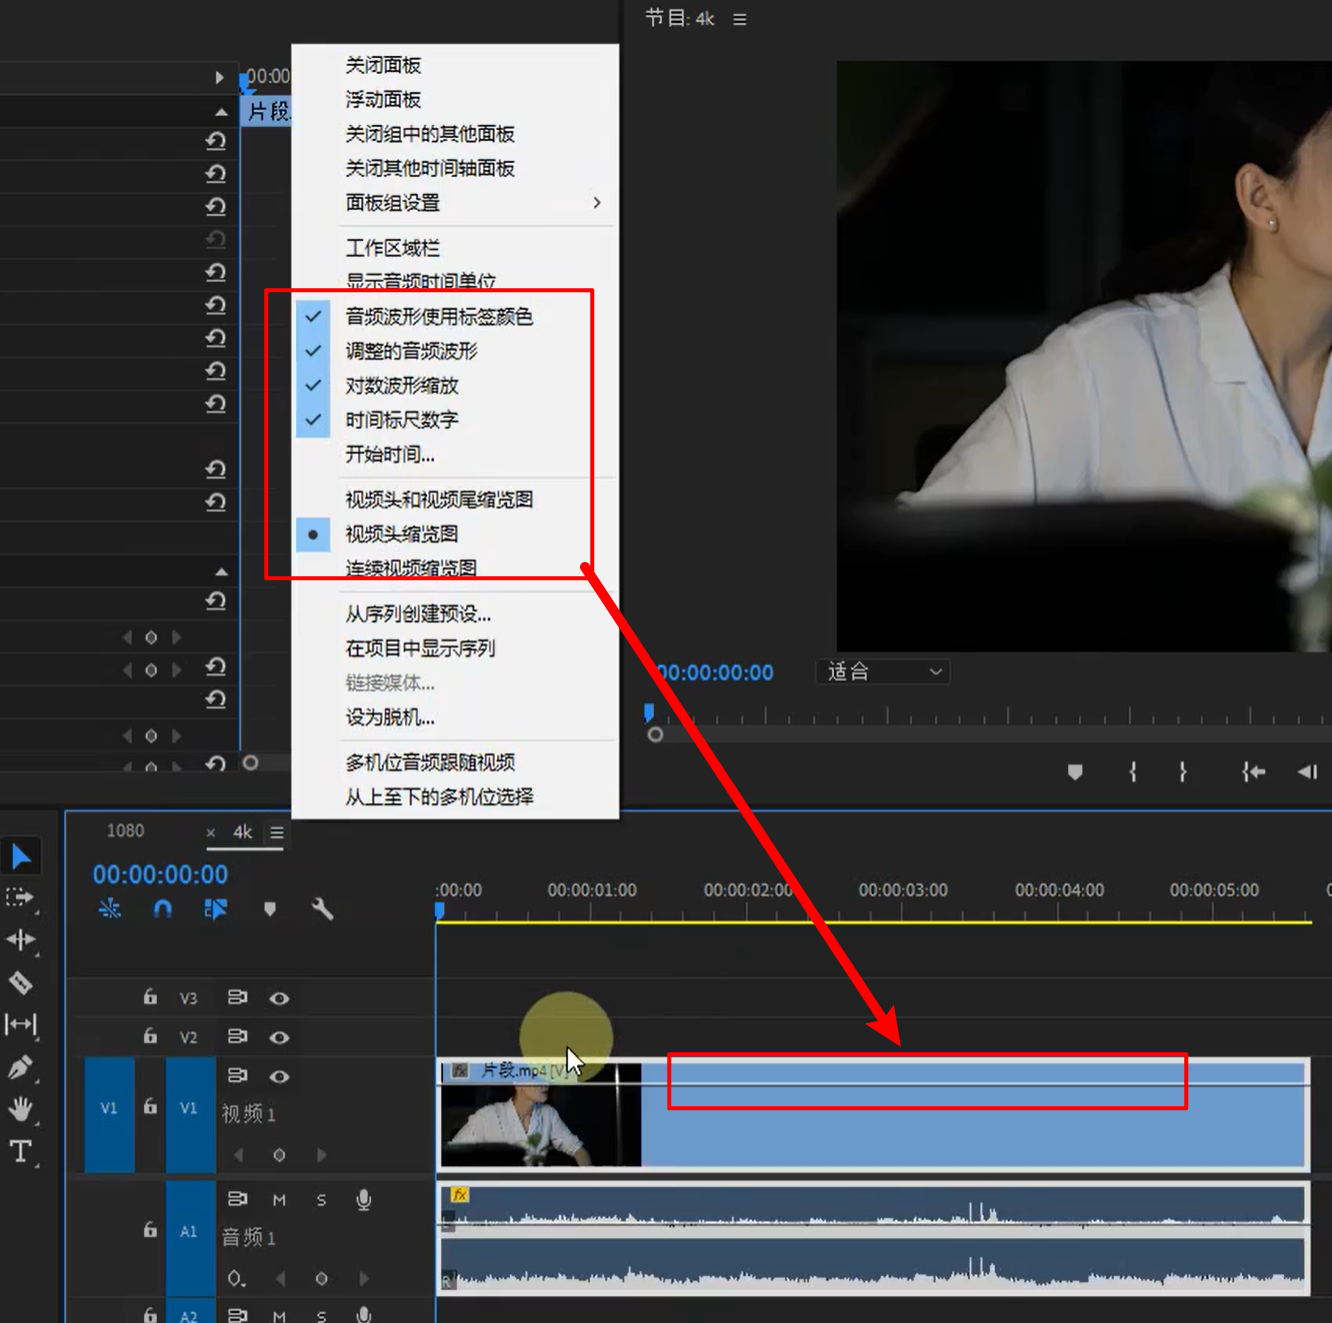 节目: 4k
00:00
片段.
关闭面板
浮动面板
关闭组中的其他面板
关闭其他时间轴面板
面板组设置
工作区域栏
显示音频时间单位
音频波形使用标签颜色
调整的音频波形
对数波形缩放
时间标尺数字
开始时间...
视频头和视频尾缩览图
视频头缩览图
连续视频缩览图
从序列创建预设...
在项目中显示序列
链接媒体...
设为脱机...
多机位音频跟随视频
从上至下的多机位选择
00:00:00:00
适合
1080
× 4k
00:00:00:00
:00:00 00:00:01:00 00:00:02:00 00:00:03:00 00:00:04:00 00:00:05:00 0
V3
V2
fx 片段.mp4 [V]
V1 V1
视频 1
fx
M S
A1
音频 1
R
A2 M S